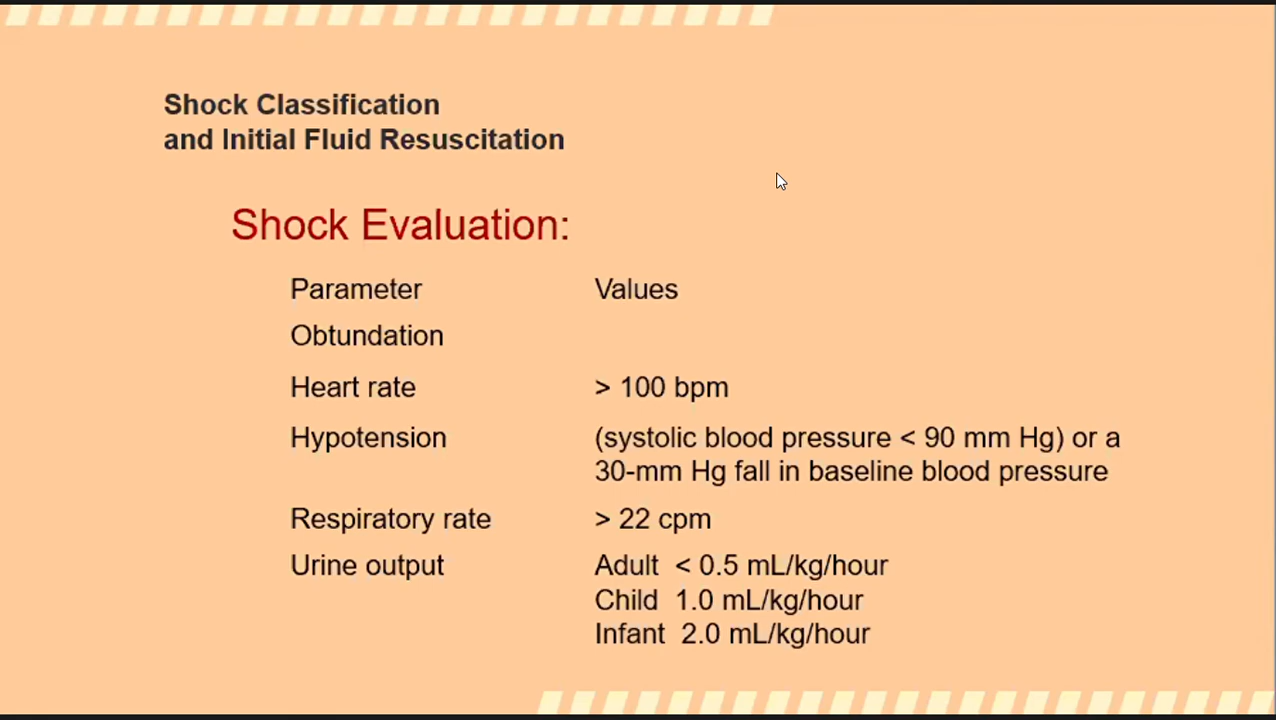 Shock Classification
and Initial Fluid Resuscitation
Shock Evaluation:
Parameter Values
Obtundation
Heart rate > 100 bpm
Hypotension (systolic blood pressure < 90 mm Hg) or a
30-mm Hg fall in baseline blood pressure
Respiratory rate > 22 cpm
Urine output Adult < 0.5 mL/kg/hour
Child 1.0 mL/kg/hour
Infant 2.0 mL/kg/hour